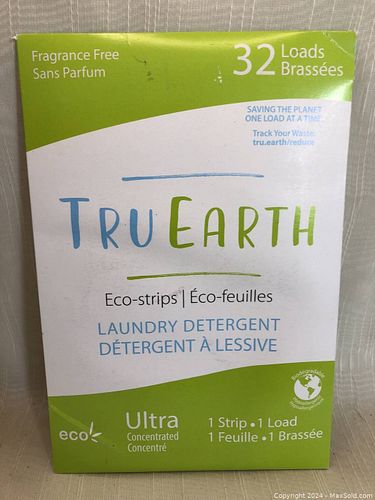 Fragrance Free
Sans Parfum
32 Loads
Brassées
SAVING THE PLANET
ONE LOAD AT A TIME
Track Your Waste:
tru.earth/reduce
TRU EARTH
Eco-strips | Éco-feuilles
LAUNDRY DETERGENT
DÉTERGENT À LESSIVE
Biodegradable
Hypoallergenic
eco
Ultra
Concentrated
Concentré
1 Strip • 1 Load
1 Feuille • 1 Brassée
Copyright 2024 - MaxSold.com